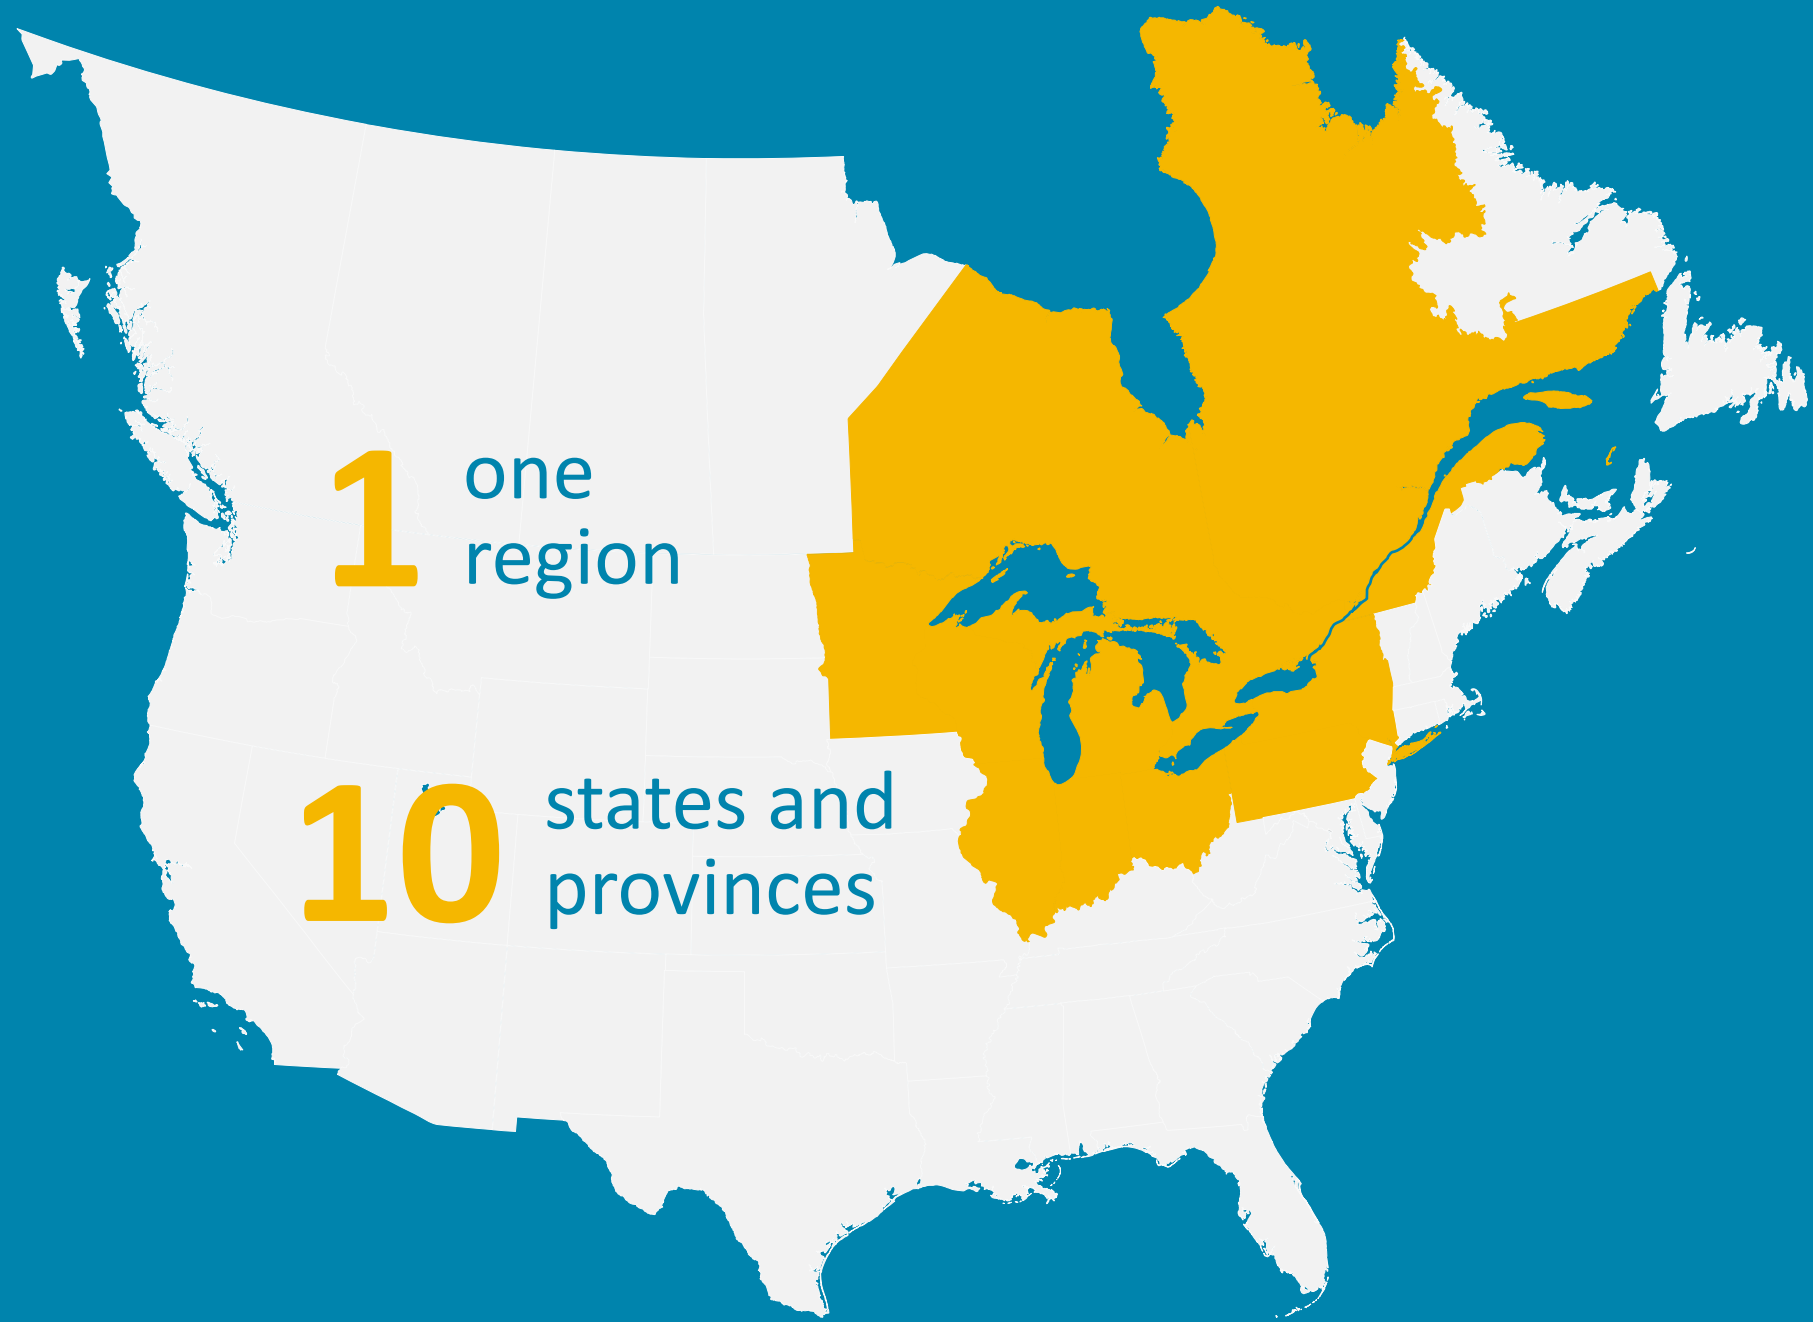 1 one
region
10 states and
provinces